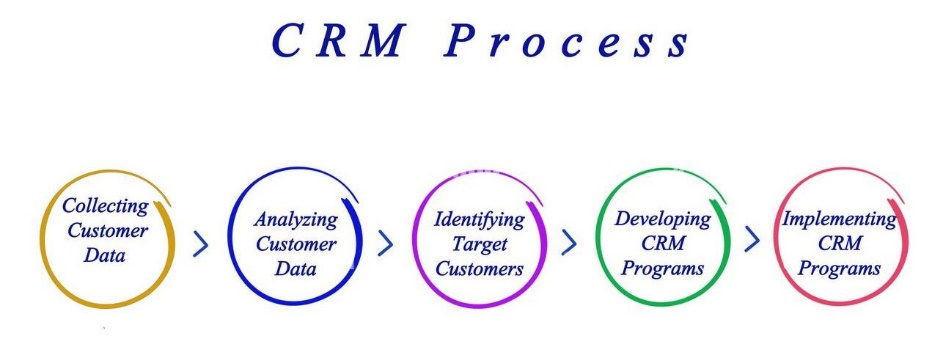 CRM Process
Collecting
Customer
Data
Analyzing
Customer
Data
Identifying
Target
Customers
Developing
CRM
Programs
Implementing
CRM
Programs